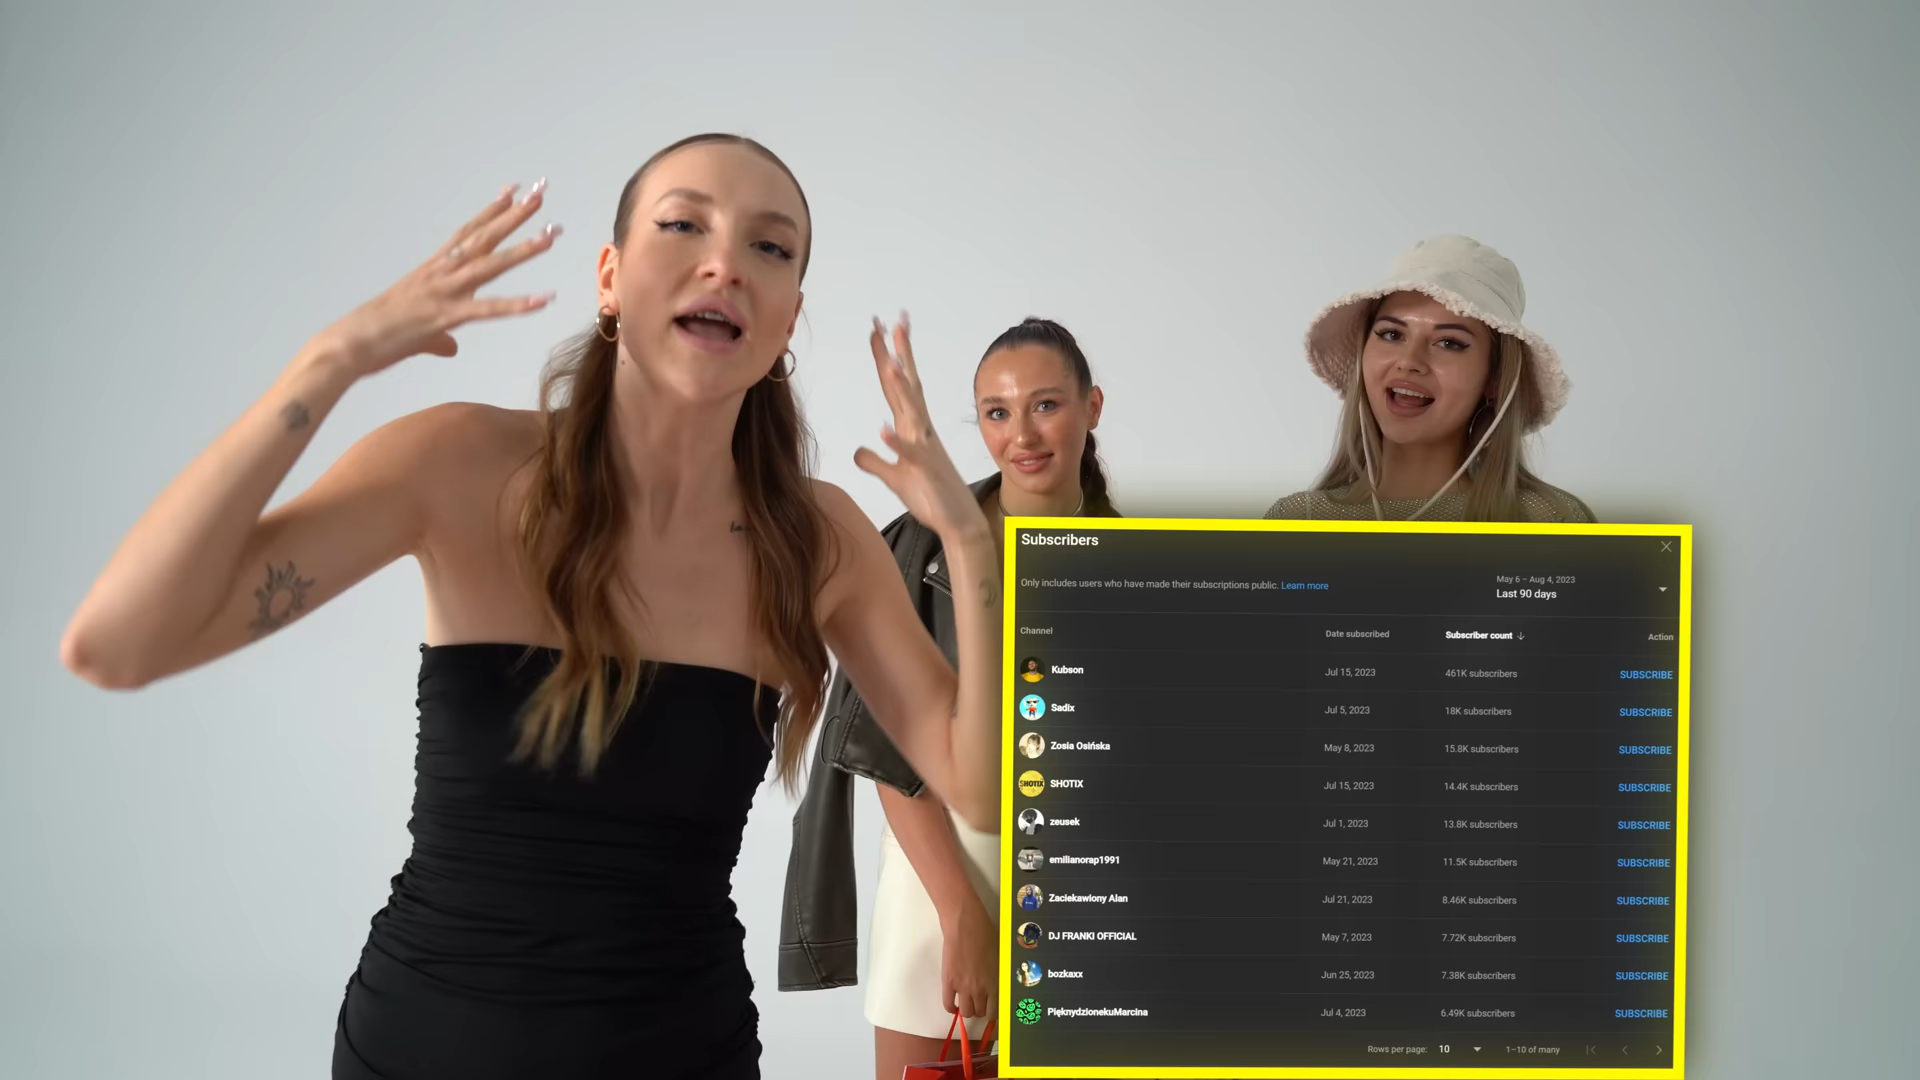 Subscribers
Only includes users who have made their subscriptions public. Learn more
May 6 – Aug 4, 2023
Last 90 days
Channel Date subscribed Subscriber count ↓ Action
Kubson Jul 15, 2023 461K subscribers SUBSCRIBE
Sadix Jul 5, 2023 18K subscribers SUBSCRIBE
Zosia Osińska May 8, 2023 15.8K subscribers SUBSCRIBE
SHOTIX SHOTIX Jul 15, 2023 14.4K subscribers SUBSCRIBE
zeusek Jul 1, 2023 13.8K subscribers SUBSCRIBE
emilianorap1991 May 21, 2023 11.5K subscribers SUBSCRIBE
Zaciekawiony Alan Jul 21, 2023 8.46K subscribers SUBSCRIBE
DJ FRANKI OFFICIAL May 7, 2023 7.72K subscribers SUBSCRIBE
bozkaxx Jun 25, 2023 7.38K subscribers SUBSCRIBE
PięknydzionekuMarcina Jul 4, 2023 6.49K subscribers SUBSCRIBE
Rows per page: 10 1–10 of many